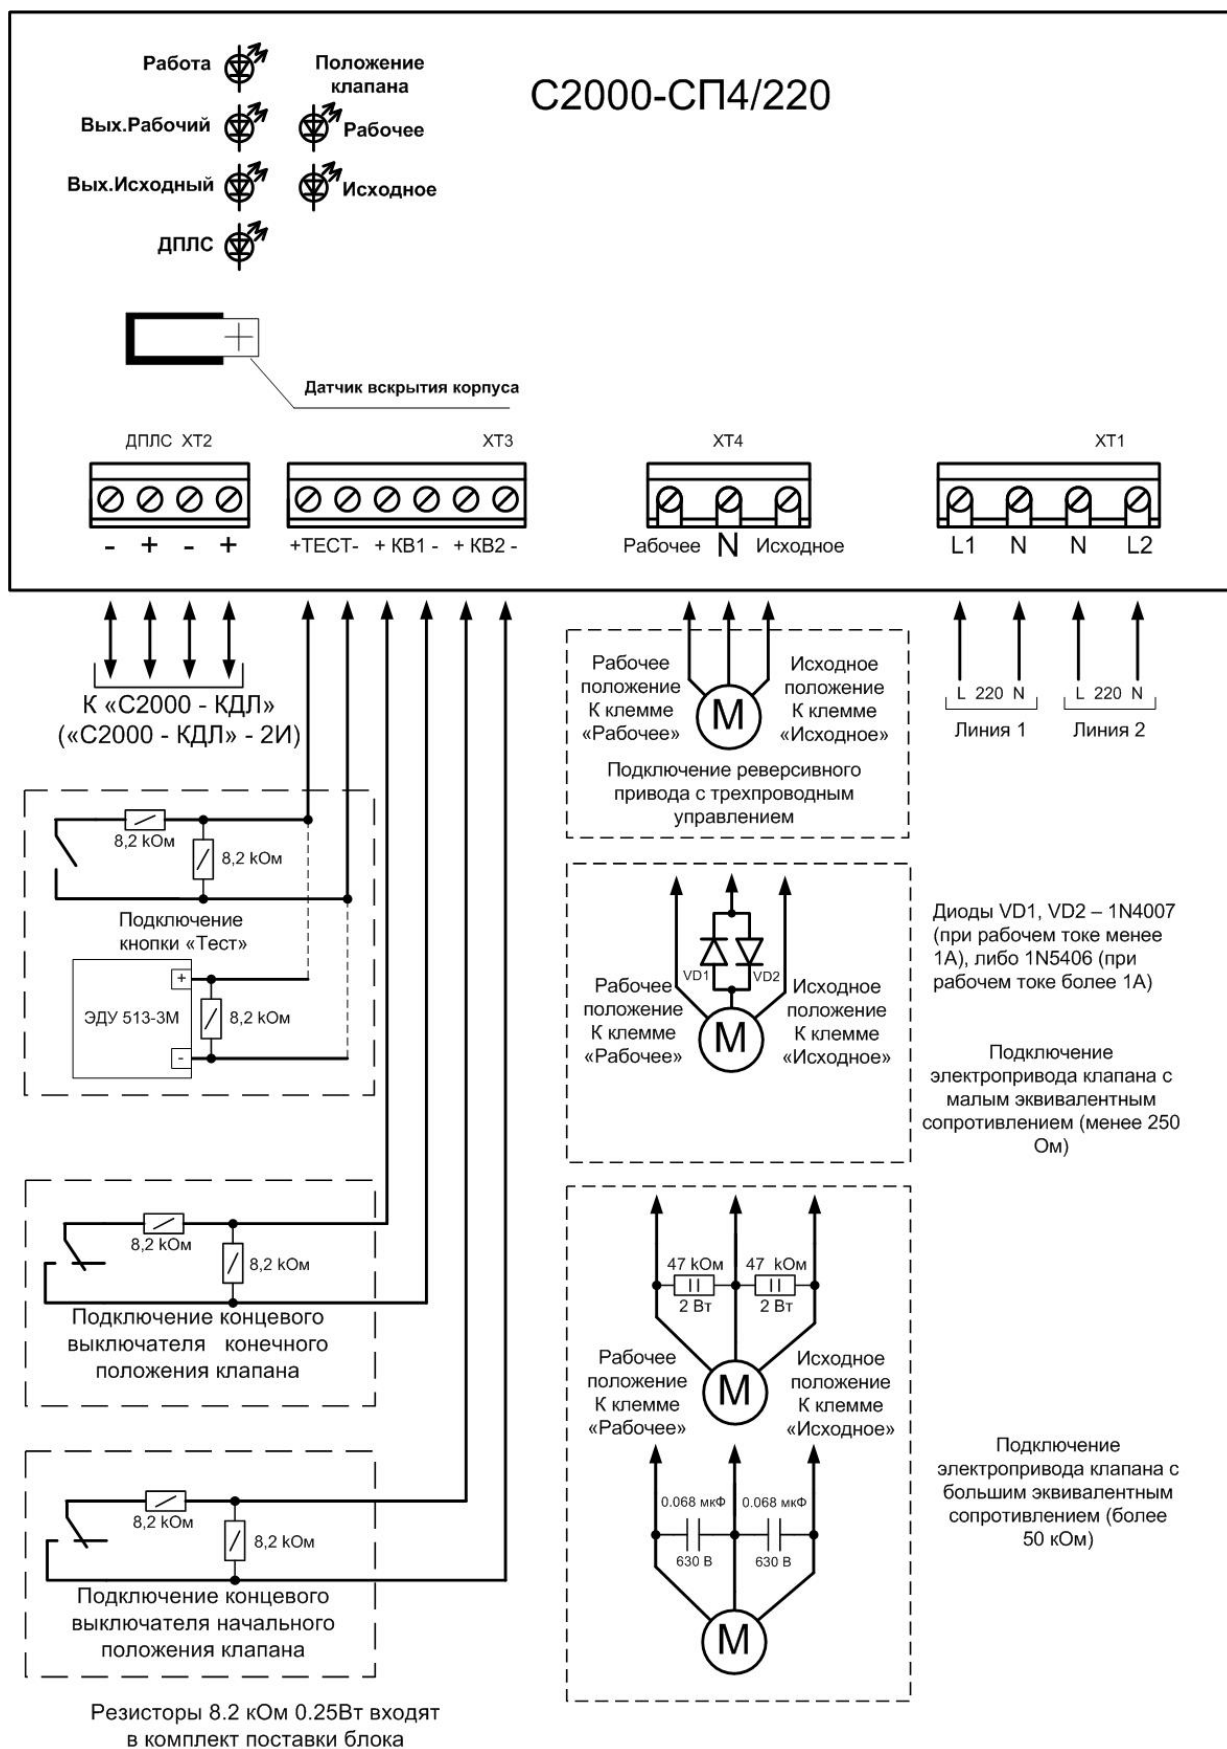 С2000-СП4/220
Работа
Вых.Рабочий
Вых.Исходный
ДПЛС
Положение
клапана
Рабочее
Исходное
Датчик вскрытия корпуса
ДПЛС ХТ2
ХТ3
ХТ4
ХТ1
- + - +
+ТЕСТ- + КВ1 - + КВ2 -
Рабочее N Исходное
L1 N N L2
К «С2000 - КДЛ»
(«С2000 - КДЛ» - 2И)
8,2 kОм
8,2 kОм
Подключение
кнопки «Тест»
ЭДУ 513-3М
+
-
8,2 kОм
8,2 kОм
8,2 kОм
Подключение концевого
выключателя конечного
положения клапана
8,2 kОм
8,2 kОм
Подключение концевого
выключателя начального
положения клапана
Резисторы 8.2 кОм 0.25Вт входят
в комплект поставки блока
Рабочее
положение
К клемме
«Рабочее»
M
Исходное
положение
К клемме
«Исходное»
Подключение реверсивного
привода с трехпроводным
управлением
L 220 N
Линия 1
L 220 N
Линия 2
VD1
VD2
Рабочее
положение
К клемме
«Рабочее»
M
Исходное
положение
К клемме
«Исходное»
Диоды VD1, VD2 – 1N4007
(при рабочем токе менее
1А), либо 1N5406 (при
рабочем токе более 1А)
Подключение
электропривода клапана с
малым эквивалентным
сопротивлением (менее 250
Ом)
47 kОм
2 Вт
47 kОм
2 Вт
Рабочее
положение
К клемме
«Рабочее»
M
Исходное
положение
К клемме
«Исходное»
0.068 мкФ
630 В
0.068 мкФ
630 В
M
Подключение
электропривода клапана с
большим эквивалентным
сопротивлением (более
50 кОм)